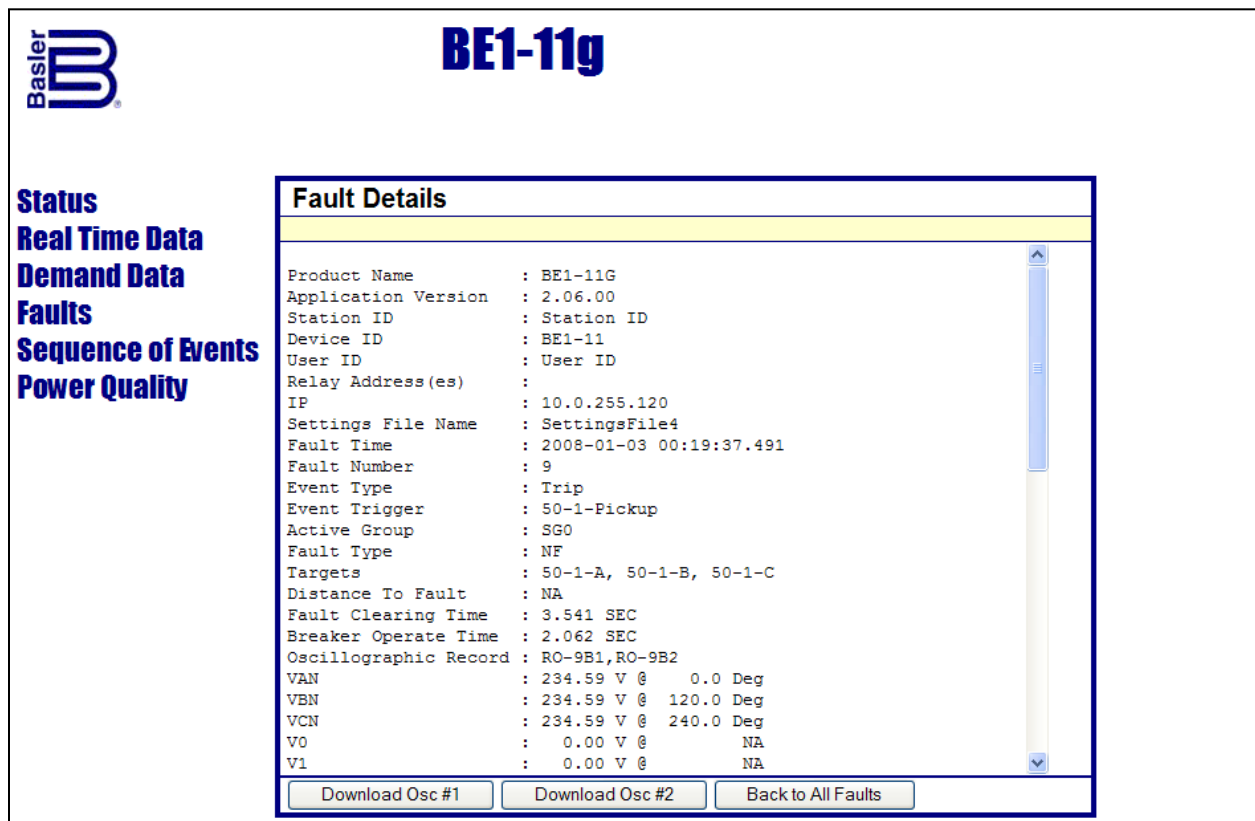 Basler
BE1-11g
Status
Real Time Data
Demand Data
Faults
Sequence of Events
Power Quality
Fault Details
Product Name : BE1-11G
Application Version : 2.06.00
Station ID : Station ID
Device ID : BE1-11
User ID : User ID
Relay Address(es) :
IP : 10.0.255.120
Settings File Name : SettingsFile4
Fault Time : 2008-01-03 00:19:37.491
Fault Number : 9
Event Type : Trip
Event Trigger : 50-1-Pickup
Active Group : SG0
Fault Type : NF
Targets : 50-1-A, 50-1-B, 50-1-C
Distance To Fault : NA
Fault Clearing Time : 3.541 SEC
Breaker Operate Time : 2.062 SEC
Oscillographic Record : RO-9B1,RO-9B2
VAN : 234.59 V @ 0.0 Deg
VBN : 234.59 V @ 120.0 Deg
VCN : 234.59 V @ 240.0 Deg
V0 : 0.00 V @ NA
V1 : 0.00 V @ NA
Download Osc #1
Download Osc #2
Back to All Faults